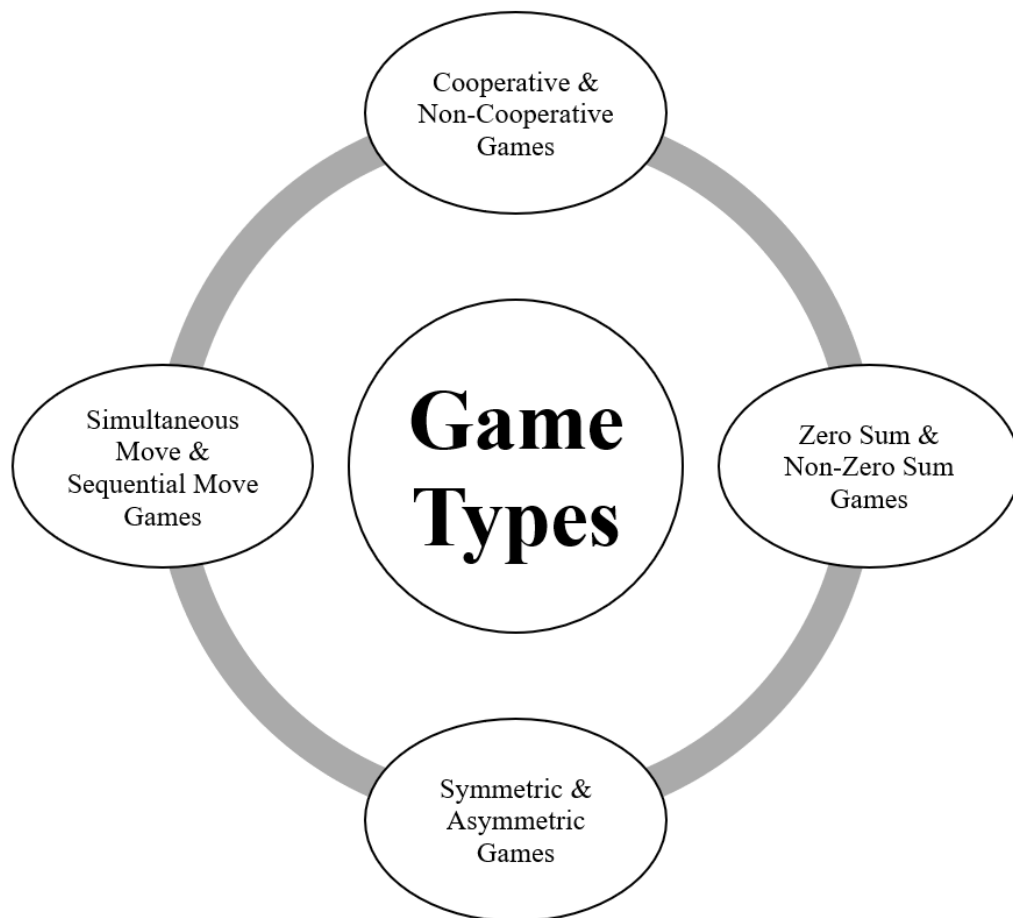 Cooperative &
Non-Cooperative
Games
Simultaneous
Move &
Sequential Move
Games
Game
Types
Zero Sum &
Non-Zero Sum
Games
Symmetric &
Asymmetric
Games